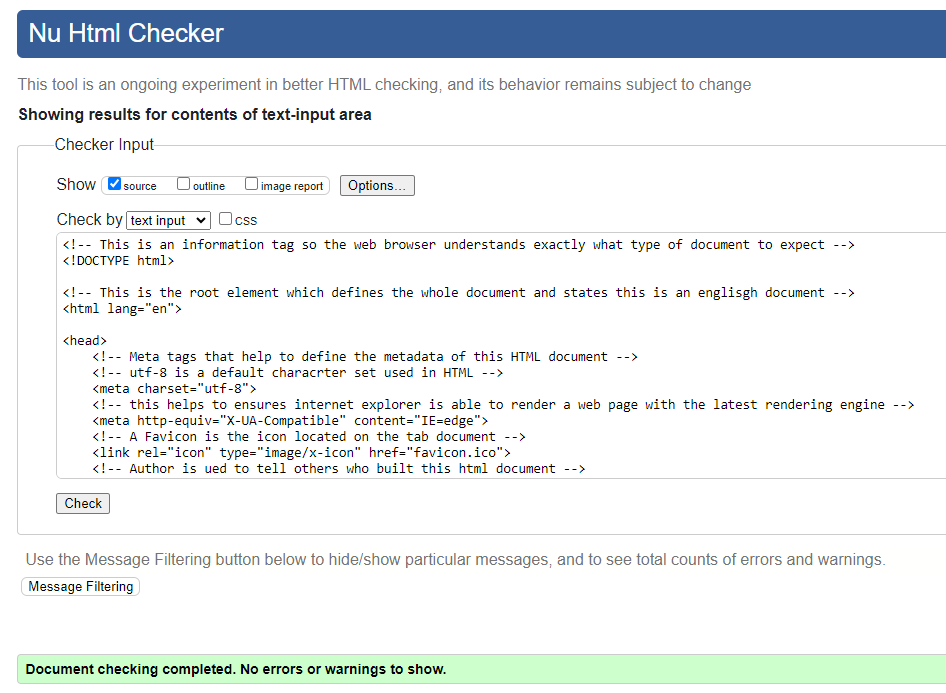 Nu Html Checker
This tool is an ongoing experiment in better HTML checking, and its behavior remains subject to change
Showing results for contents of text-input area
Checker Input
Show source outline image report Options...
Check by text input css
<!-- This is an information tag so the web browser understands exactly what type of document to expect -->
<!DOCTYPE html>
<!-- This is the root element which defines the whole document and states this is an englisgh document -->
<html lang="en">
<head>
<!-- Meta tags that help to define the metadata of this HTML document -->
<!-- utf-8 is a default characrter set used in HTML -->
<meta charset="utf-8">
<!-- this helps to ensures internet explorer is able to render a web page with the latest rendering engine -->
<meta http-equiv="X-UA-Compatible" content="IE=edge">
<!-- A Favicon is the icon located on the tab document -->
<link rel="icon" type="image/x-icon" href="favicon.ico">
<!-- Author is ued to tell others who built this html document -->
Check
Use the Message Filtering button below to hide/show particular messages, and to see total counts of errors and warnings.
Message Filtering
Document checking completed. No errors or warnings to show.